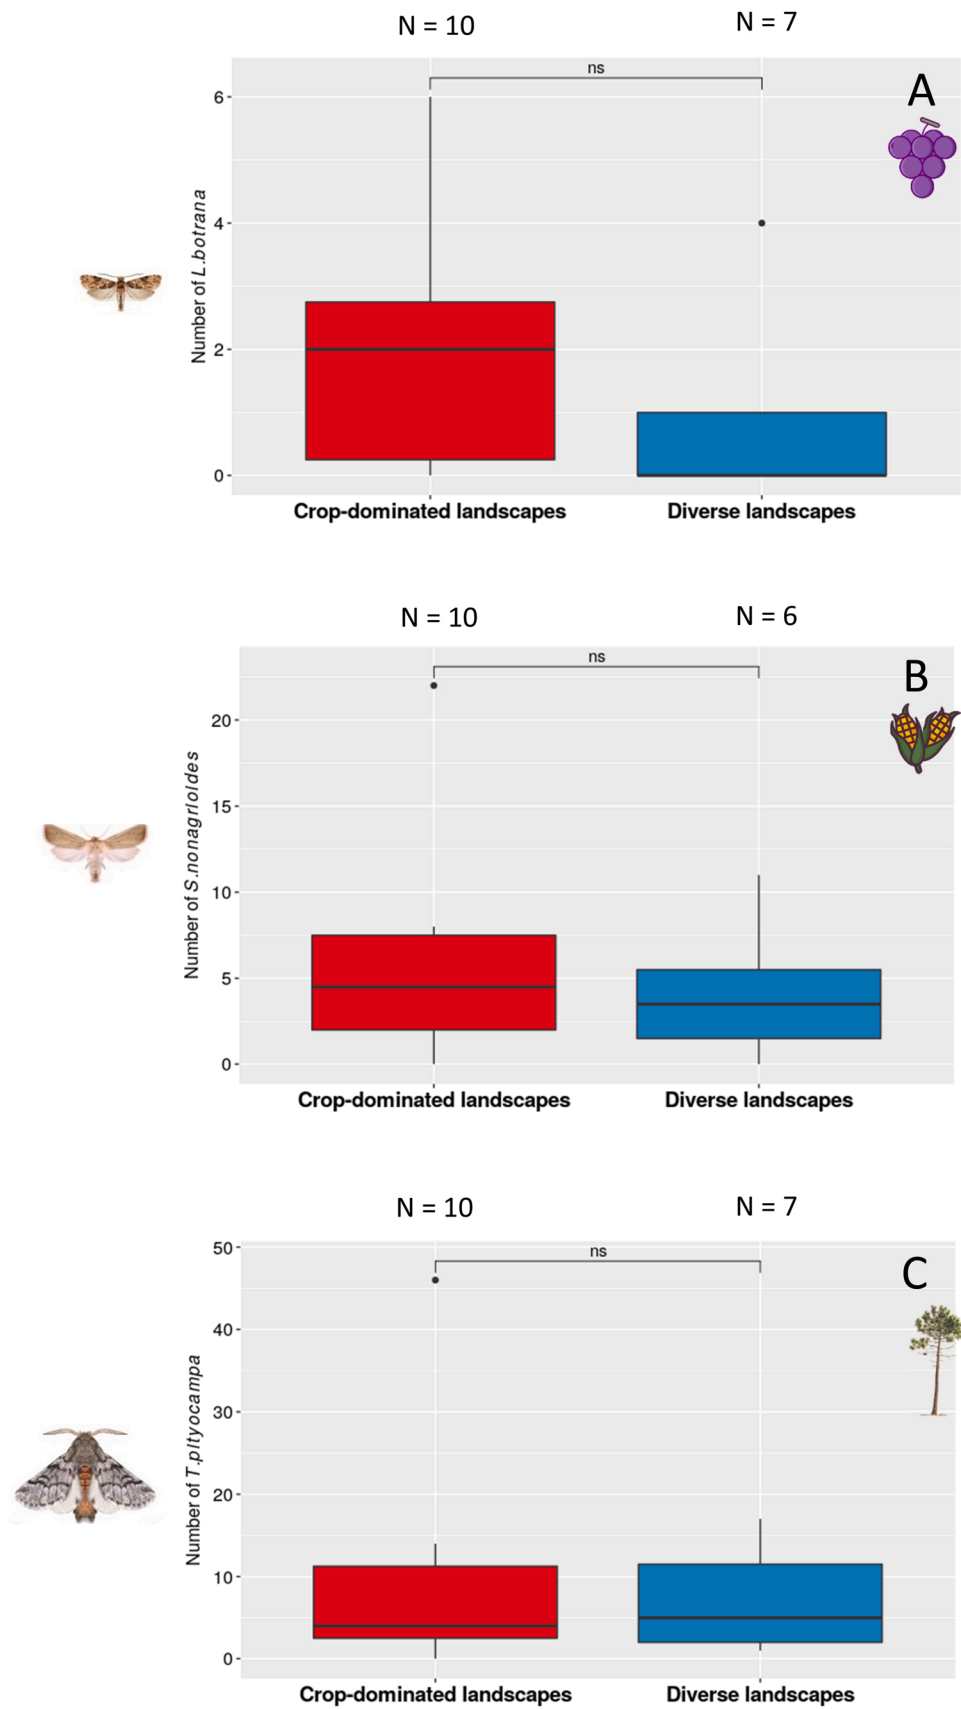 N = 10
N = 7
ns
A
6
4
2
0
Number of L.botrana
Crop-dominated landscapes
Diverse landscapes
N = 10
N = 6
ns
B
20
15
10
5
0
Number of S.nonagrIoIdes
Crop-dominated landscapes
Diverse landscapes
N = 10
N = 7
ns
C
50
40
30
20
10
0
Number of T.pItyocampa
Crop-dominated landscapes
Diverse landscapes